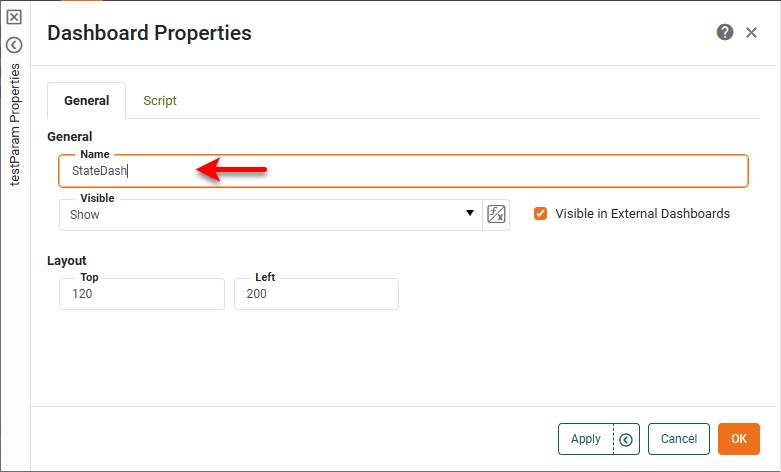 Dashboard Properties
testParam Properties
General
Script
General
Name
StateDash
Visible
Show
Visible in External Dashboards
Layout
Top
120
Left
200
Apply
Cancel
OK